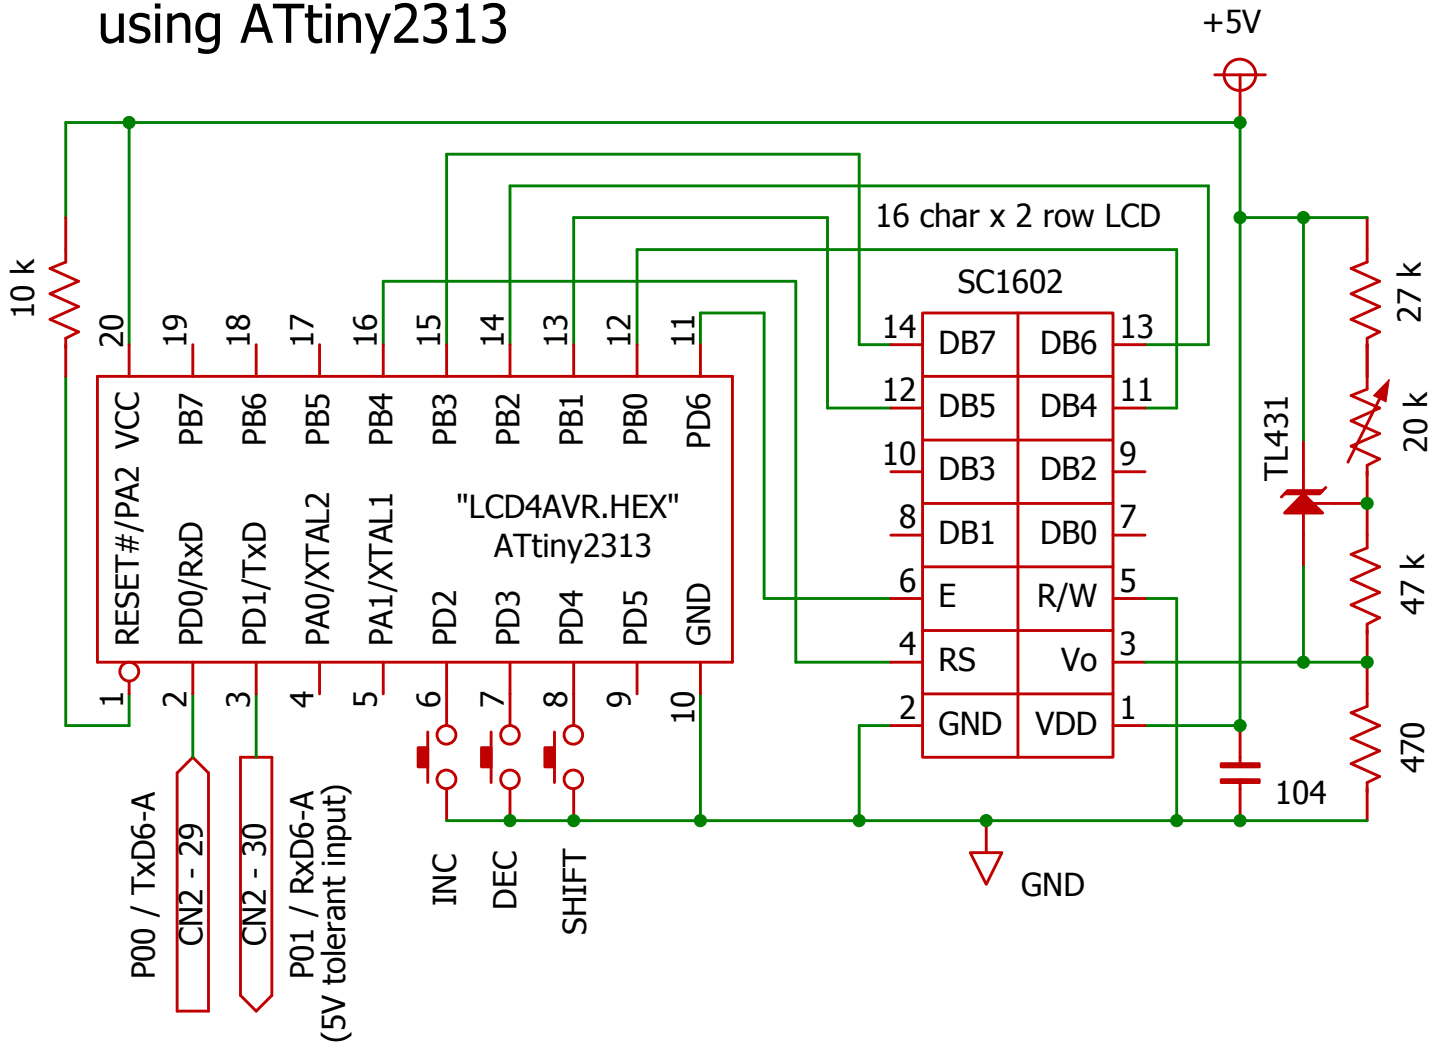 using ATtiny2313
+5V
16 char x 2 row LCD
SC1602
10 k
20
19
18
17
16
15
14
13
12
11
VCC
PB7
PB6
PB5
PB4
PB3
PB2
PB1
PB0
PD6
"LCD4AVR.HEX"
ATtiny2313
RESET#/PA2
PD0/RxD
PD1/TxD
PA0/XTAL2
PA1/XTAL1
PD2
PD3
PD4
PD5
GND
1
2
3
4
5
6
7
8
9
10
14 DB7 DB6 13
12 DB5 DB4 11
10 DB3 DB2 9
8 DB1 DB0 7
6 E R/W 5
4 RS Vo 3
2 GND VDD 1
TL431
27 k
20 k
47 k
470
104
P00 / TxD6-A
CN2 - 29
CN2 - 30
P01 / RxD6-A
(5V tolerant input)
INC
DEC
SHIFT
GND